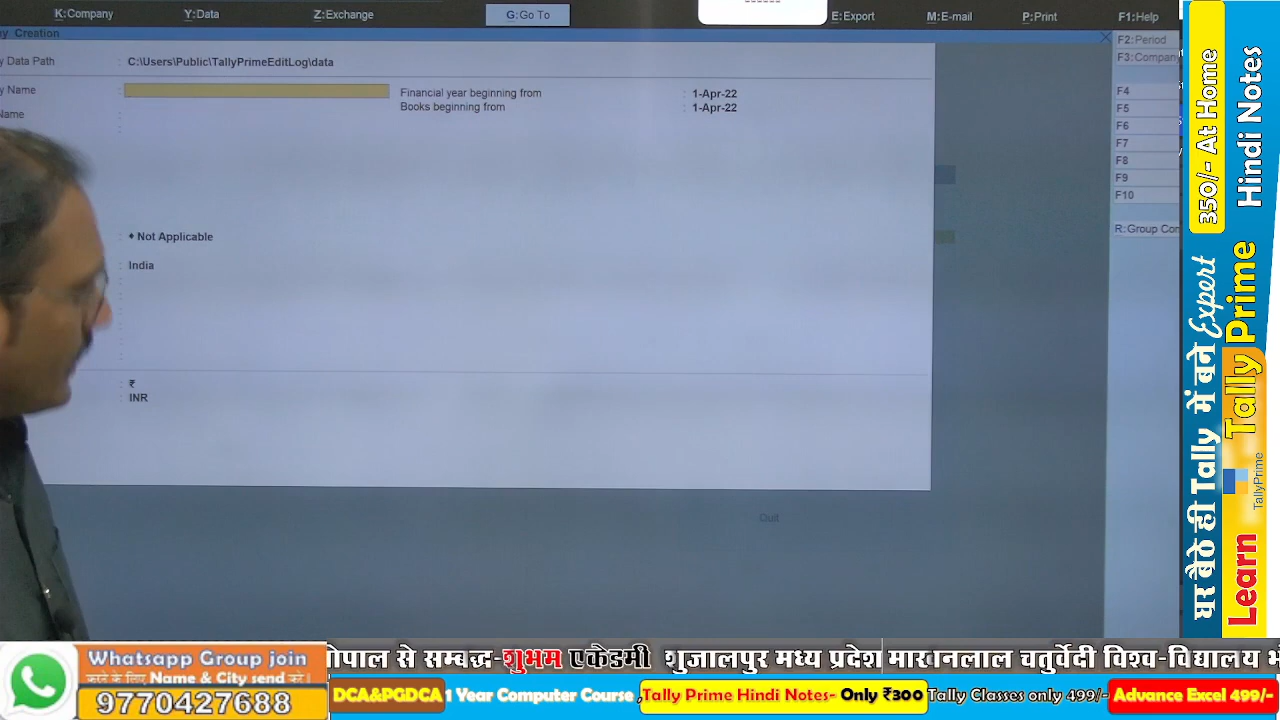 K:Company
Y:Data
Z:Exchange
G:Go To
E:Export
M:E-mail
P:Print
F1:Help
y Creation
y Data Path : C:\Users\Public\TallyPrimeEditLog\data
y Name :
Financial year beginning from : 1-Apr-22
Name :
Books beginning from : 1-Apr-22
: ♦ Not Applicable
: India
: ₹
: INR
Quit
F2:Period
F3:Company
F4
F5
F6
F7
F8
F9
F10
R:Group Com
350/- At Home
Hindi Notes
घर बैठे ही Tally में बने Expert
Learn TallyPrime Tally Prime
Whatsapp Group join
करने के लिए Name & City send करे।
9770427688
ोपाल से सम्बद्ध-शुभम एकेडमी शुजालपुर मध्य प्रदेश
माखनलाल चतुर्वेदी विश्व-विद्यालय भ
DCA&PGDCA 1 Year Computer Course , Tally Prime Hindi Notes- Only ₹300 Tally Classes only 499/- Advance Excel 499/-